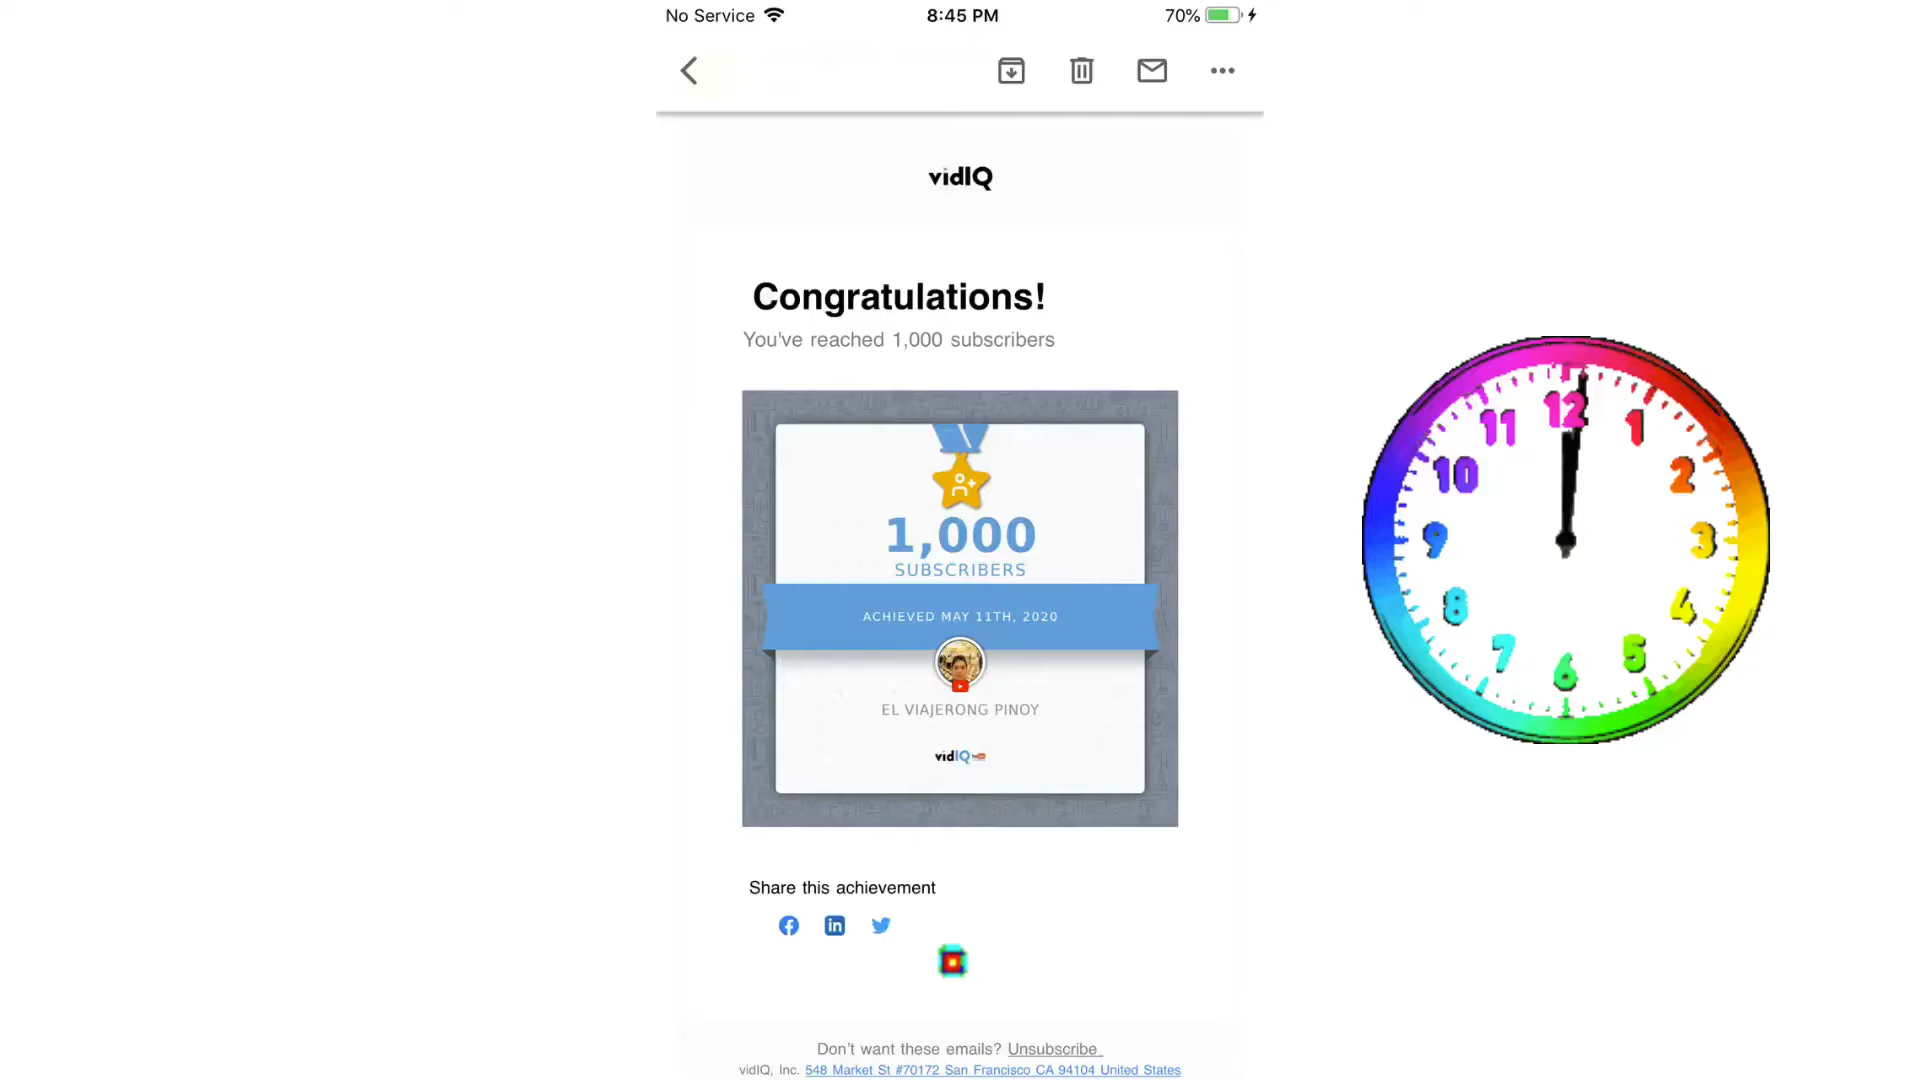 No Service
8:45 PM
70%
vidIQ
Congratulations!
You've reached 1,000 subscribers
1,000
SUBSCRIBERS
ACHIEVED MAY 11TH, 2020
EL VIAJERONG PINOY
vidIQ
Share this achievement
Don't want these emails? Unsubscribe
vidIQ, Inc. 548 Market St #70172 San Francisco CA 94104 United States
12
1
2
3
4
5
6
7
8
9
10
11